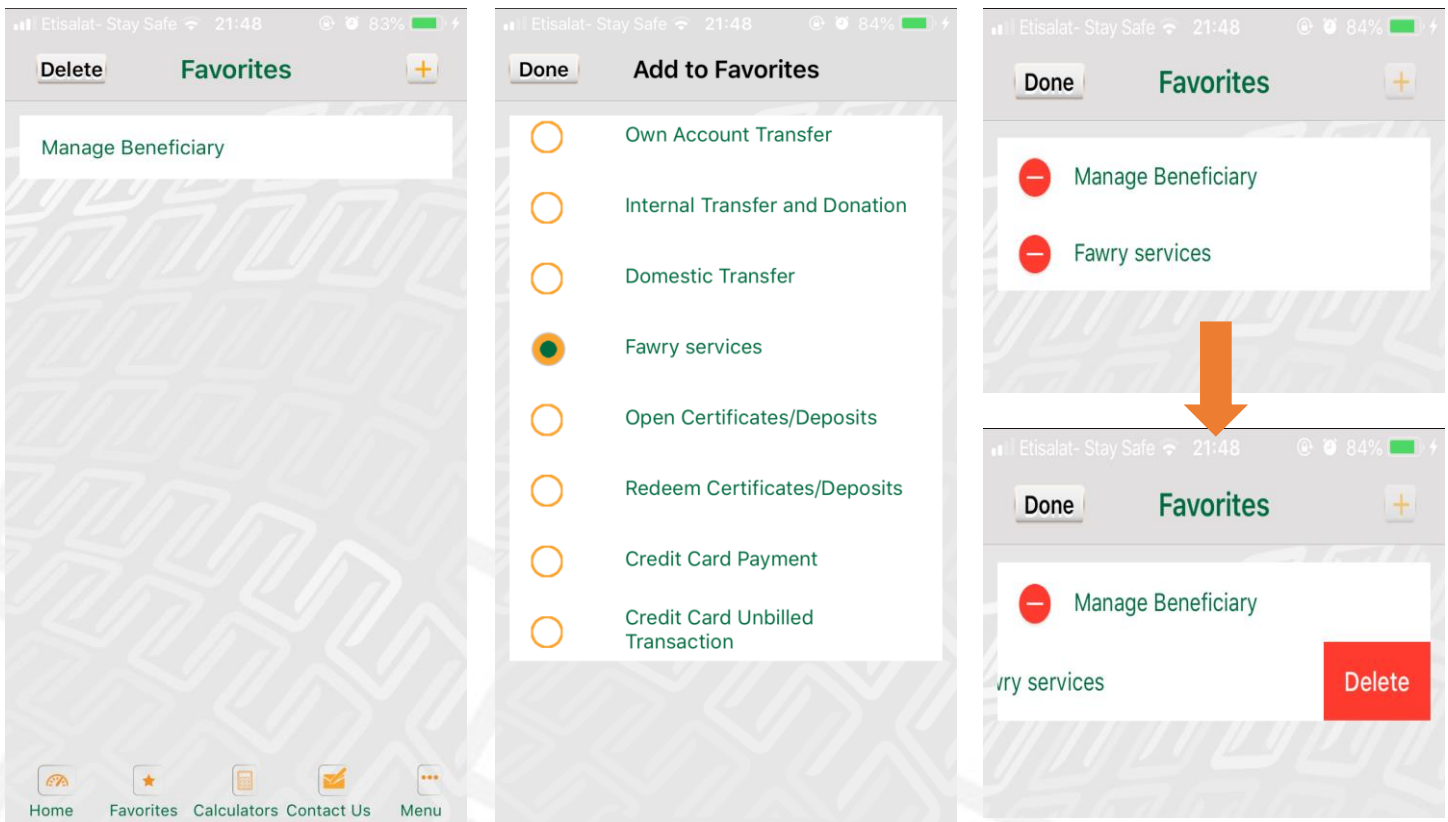 Etisalat- Stay Safe 21:48 83%
Delete Favorites +
Manage Beneficiary
Home Favorites Calculators Contact Us Menu
Etisalat- Stay Safe 21:48 84%
Done Add to Favorites
Own Account Transfer
Internal Transfer and Donation
Domestic Transfer
Fawry services
Open Certificates/Deposits
Redeem Certificates/Deposits
Credit Card Payment
Credit Card Unbilled
Transaction
Etisalat- Stay Safe 21:48 84%
Done Favorites +
Manage Beneficiary
Fawry services
Etisalat- Stay Safe 21:48 84%
Done Favorites +
Manage Beneficiary
wry services Delete